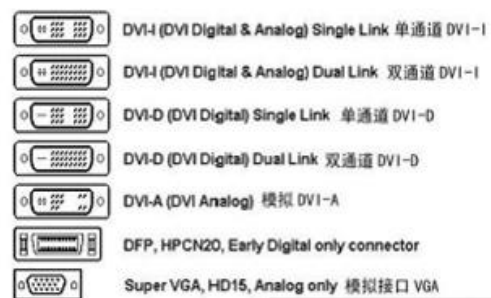 DVI-I (DVI Digital & Analog) Single Link 单通道 DVI-I
DVI-I (DVI Digital & Analog) Dual Link 双通道 DVI-I
DVI-D (DVI Digital) Single Link 单通道 DVI-D
DVI-D (DVI Digital) Dual Link 双通道 DVI-D
DVI-A (DVI Analog) 模拟 DVI-A
DFP, HPCN20, Early Digital only connector
Super VGA, HD15, Analog only 模拟接口 VGA